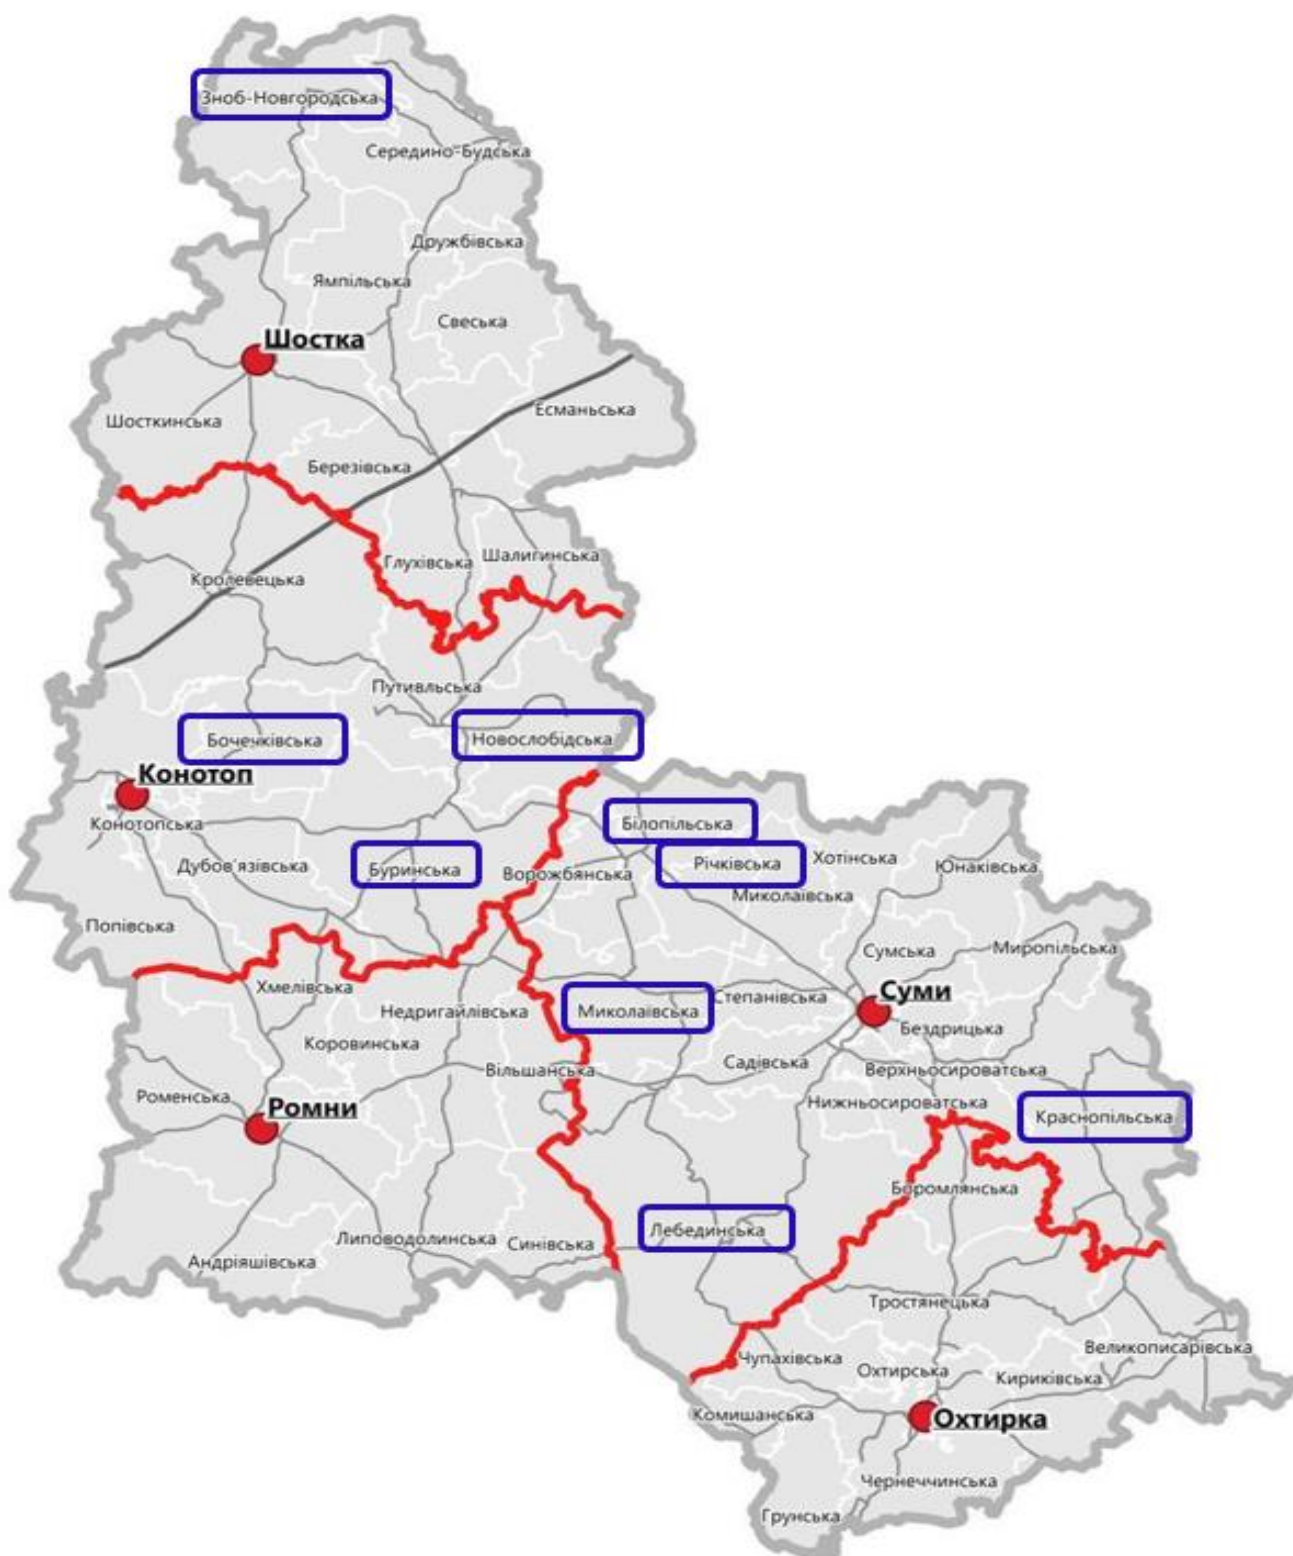 Зноб-Новгородська
Середино-Будська
Дружбівська
Ямпільська
Свеська
Шостка
Есманьська
Шосткинська
Березівська
Шалигинська
Глухівська
Кролевецька
Путивльська
Новослобідська
Бочечківська
Конотоп
Конотопська
Білопільська
Дубов'язівська
Буринська
Ворожбянська
Річківська
Хотінська
Юнаківська
Миколаївська
Попівська
Сумська
Миропільська
Хмелівська
Суми
Степанівська
Недригайлівська
Миколаївська
Бездрицька
Коровинська
Садівська
Вільшанська
Верхньосироватська
Роменська
Ромни
Нижньосироватська
Краснопільська
Боромлянська
Лебединська
Липоводолинська
Синівська
Андріяшівська
Тростянецька
Великописарівська
Чупахівська
Охтирська
Кириківська
Комишанська
Охтирка
Чернеччинська
Грунська